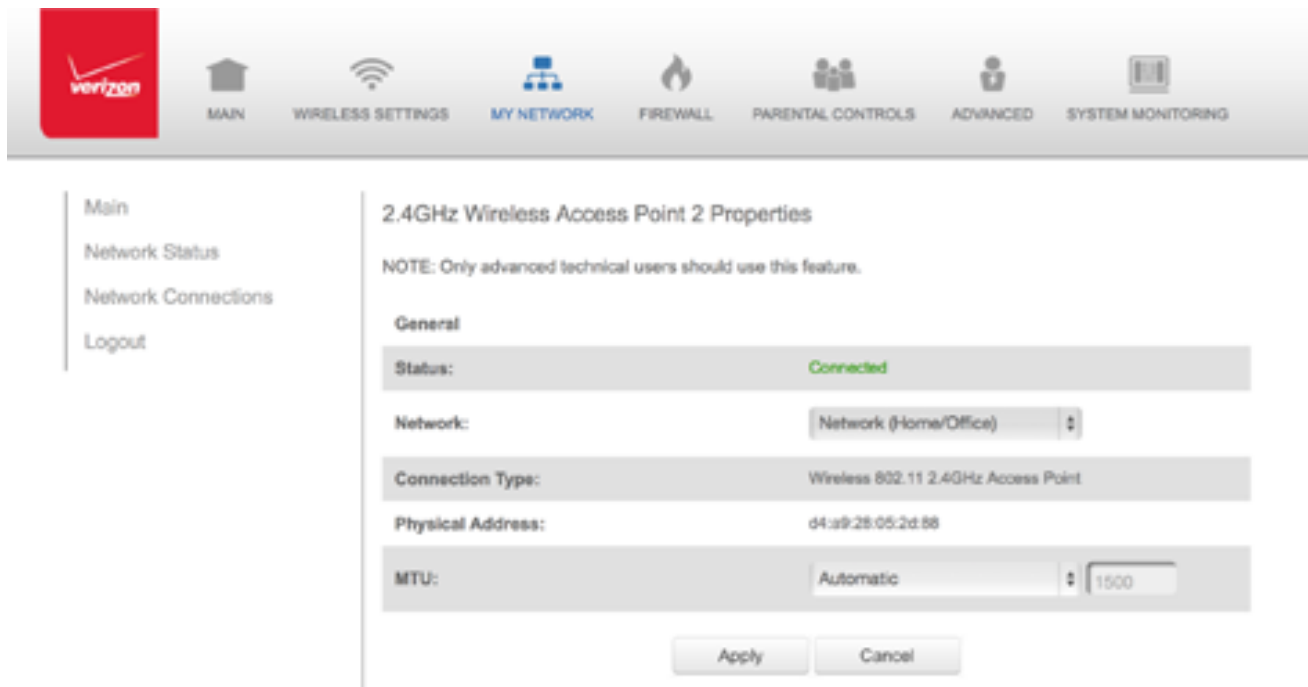 verizon
MAIN
WIRELESS SETTINGS
MY NETWORK
FIREWALL
PARENTAL CONTROLS
ADVANCED
SYSTEM MONITORING
Main
Network Status
Network Connections
Logout
2.4GHz Wireless Access Point 2 Properties
NOTE: Only advanced technical users should use this feature.
General
Status: Connected
Network: Network (Home/Office)
Connection Type: Wireless 802.11 2.4GHz Access Point
Physical Address: d4:a9:28:05:2d:88
MTU: Automatic 1500
Apply Cancel